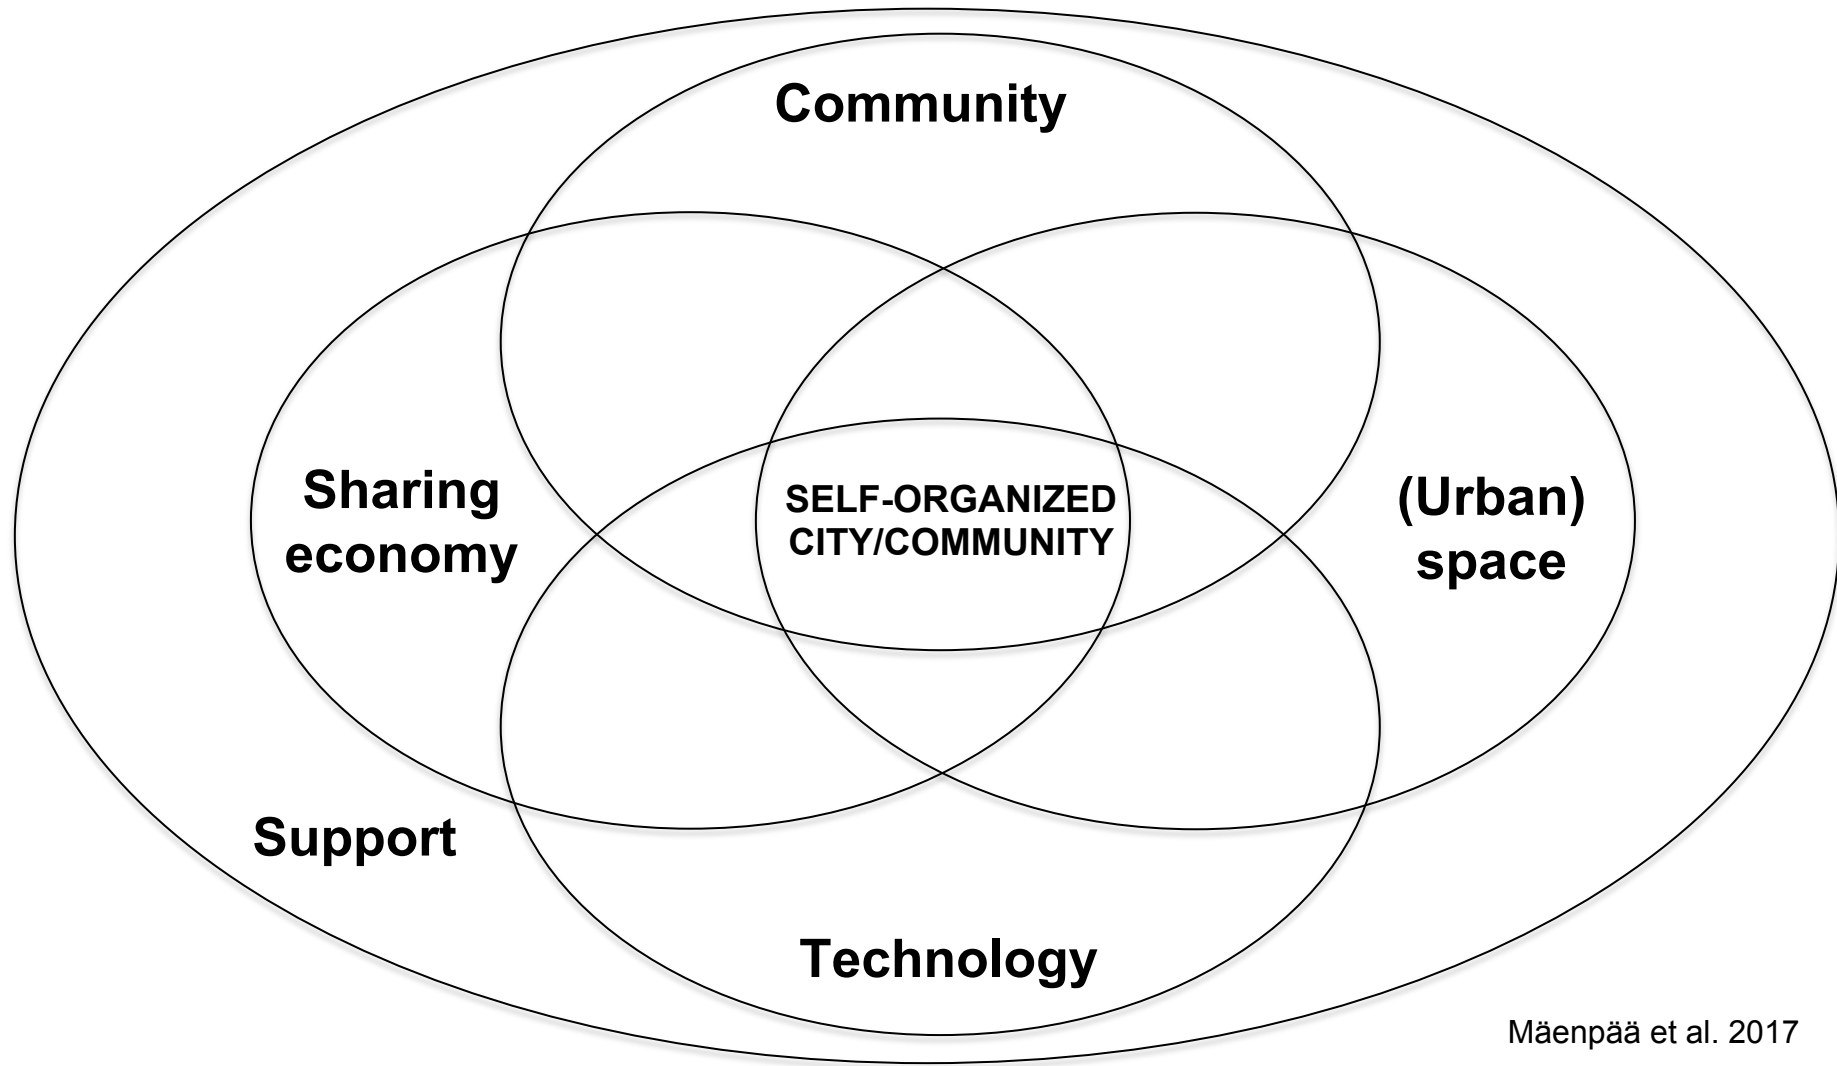 Community
Sharing
economy
SELF-ORGANIZED
CITY/COMMUNITY
(Urban)
space
Support
Technology
Mäenpää et al. 2017